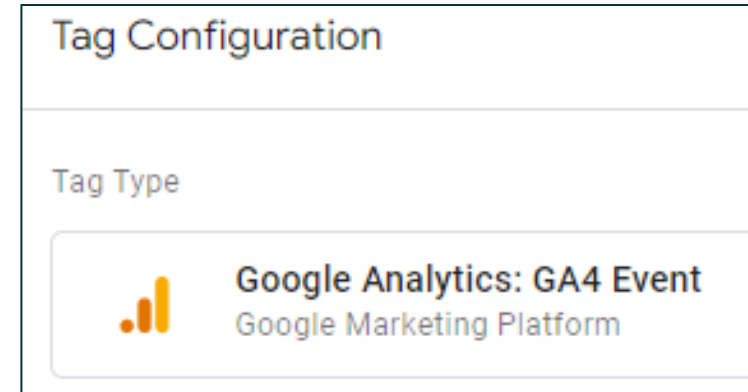 Tag Configuration
Tag Type
Google Analytics: GA4 Event
Google Marketing Platform